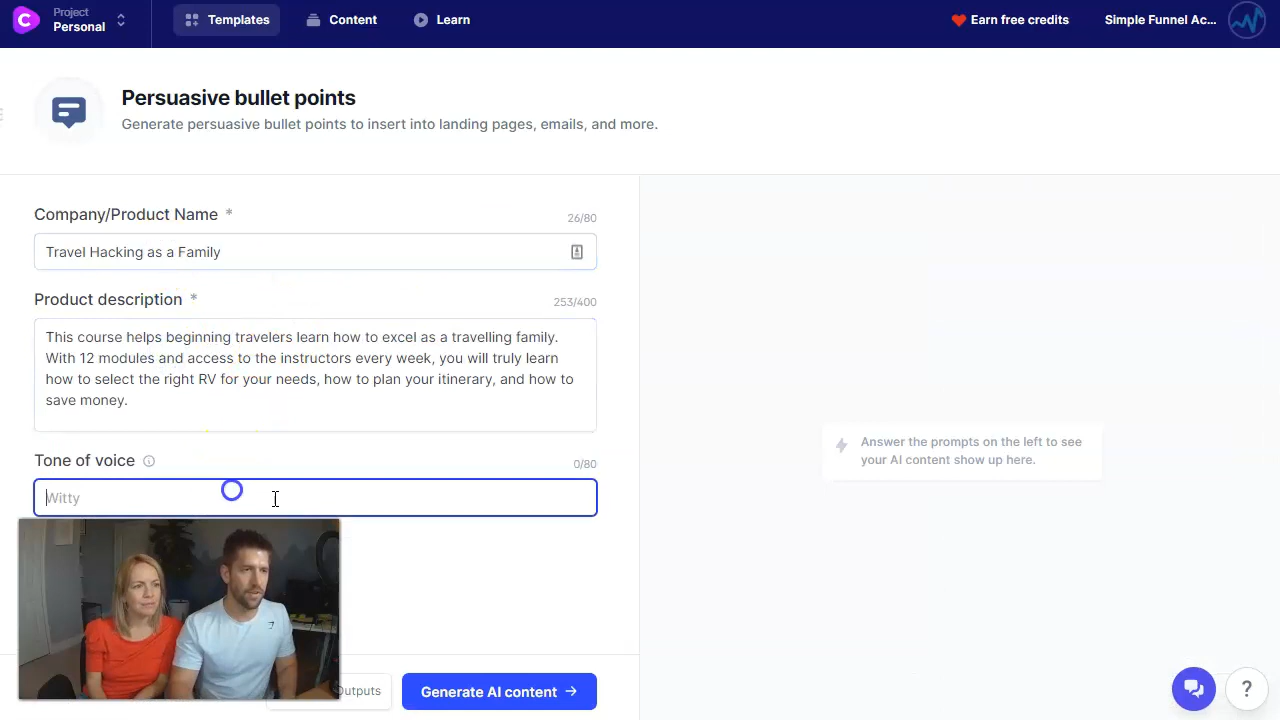 Project
Personal
Templates
Content
Learn
Earn free credits
Simple Funnel Ac...
Persuasive bullet points
Generate persuasive bullet points to insert into landing pages, emails, and more.
Company/Product Name *
26/80
Travel Hacking as a Family
Product description *
253/400
This course helps beginning travelers learn how to excel as a travelling family.
With 12 modules and access to the instructors every week, you will truly learn
how to select the right RV for your needs, how to plan your itinerary, and how to
save money.
Tone of voice
0/80
Witty
Answer the prompts on the left to see
your AI content show up here.
Outputs
Generate AI content →
?